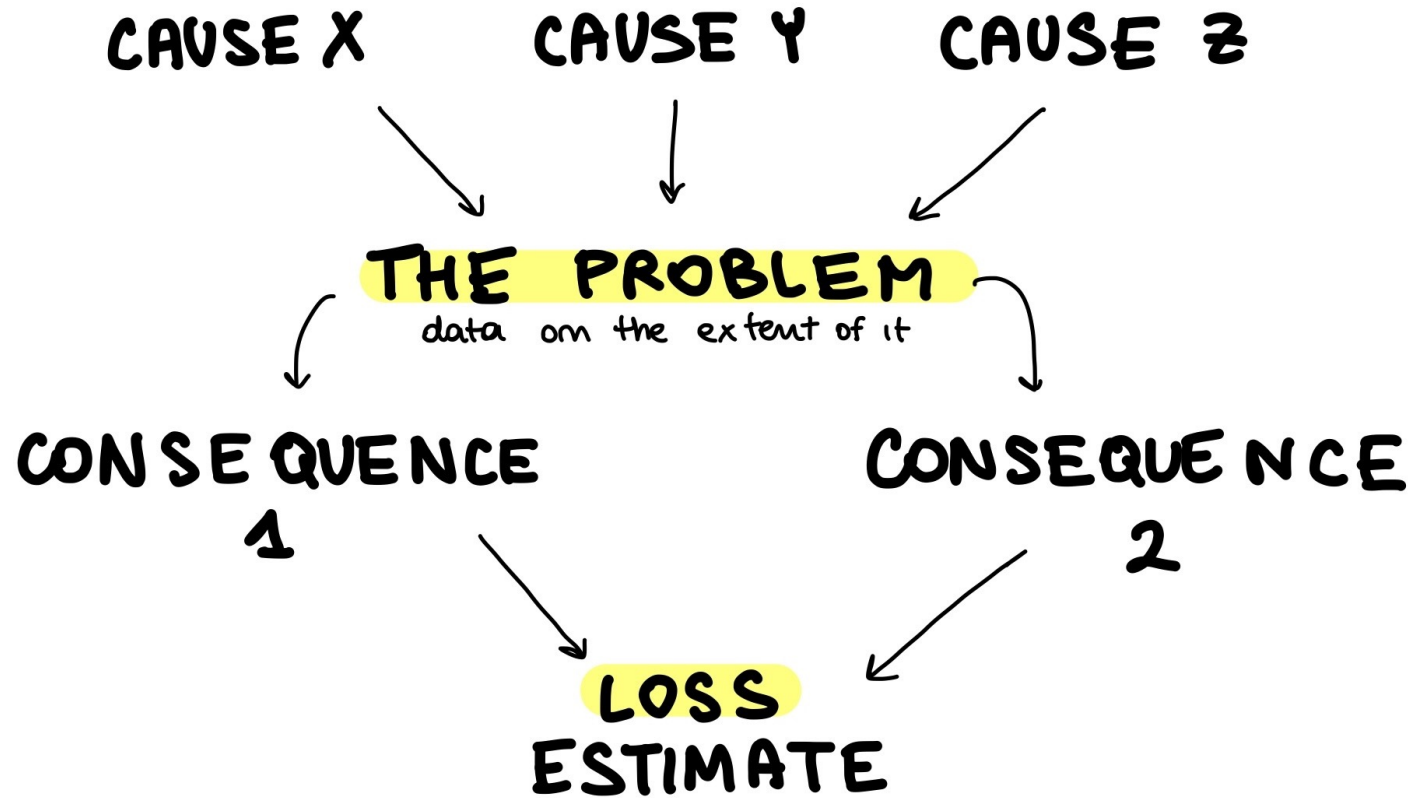 CAUSE X CAUSE Y CAUSE Z
THE PROBLEM
data on the extent of it
CONSEQUENCE CONSEQUENCE
1 2
LOSS
ESTIMATE